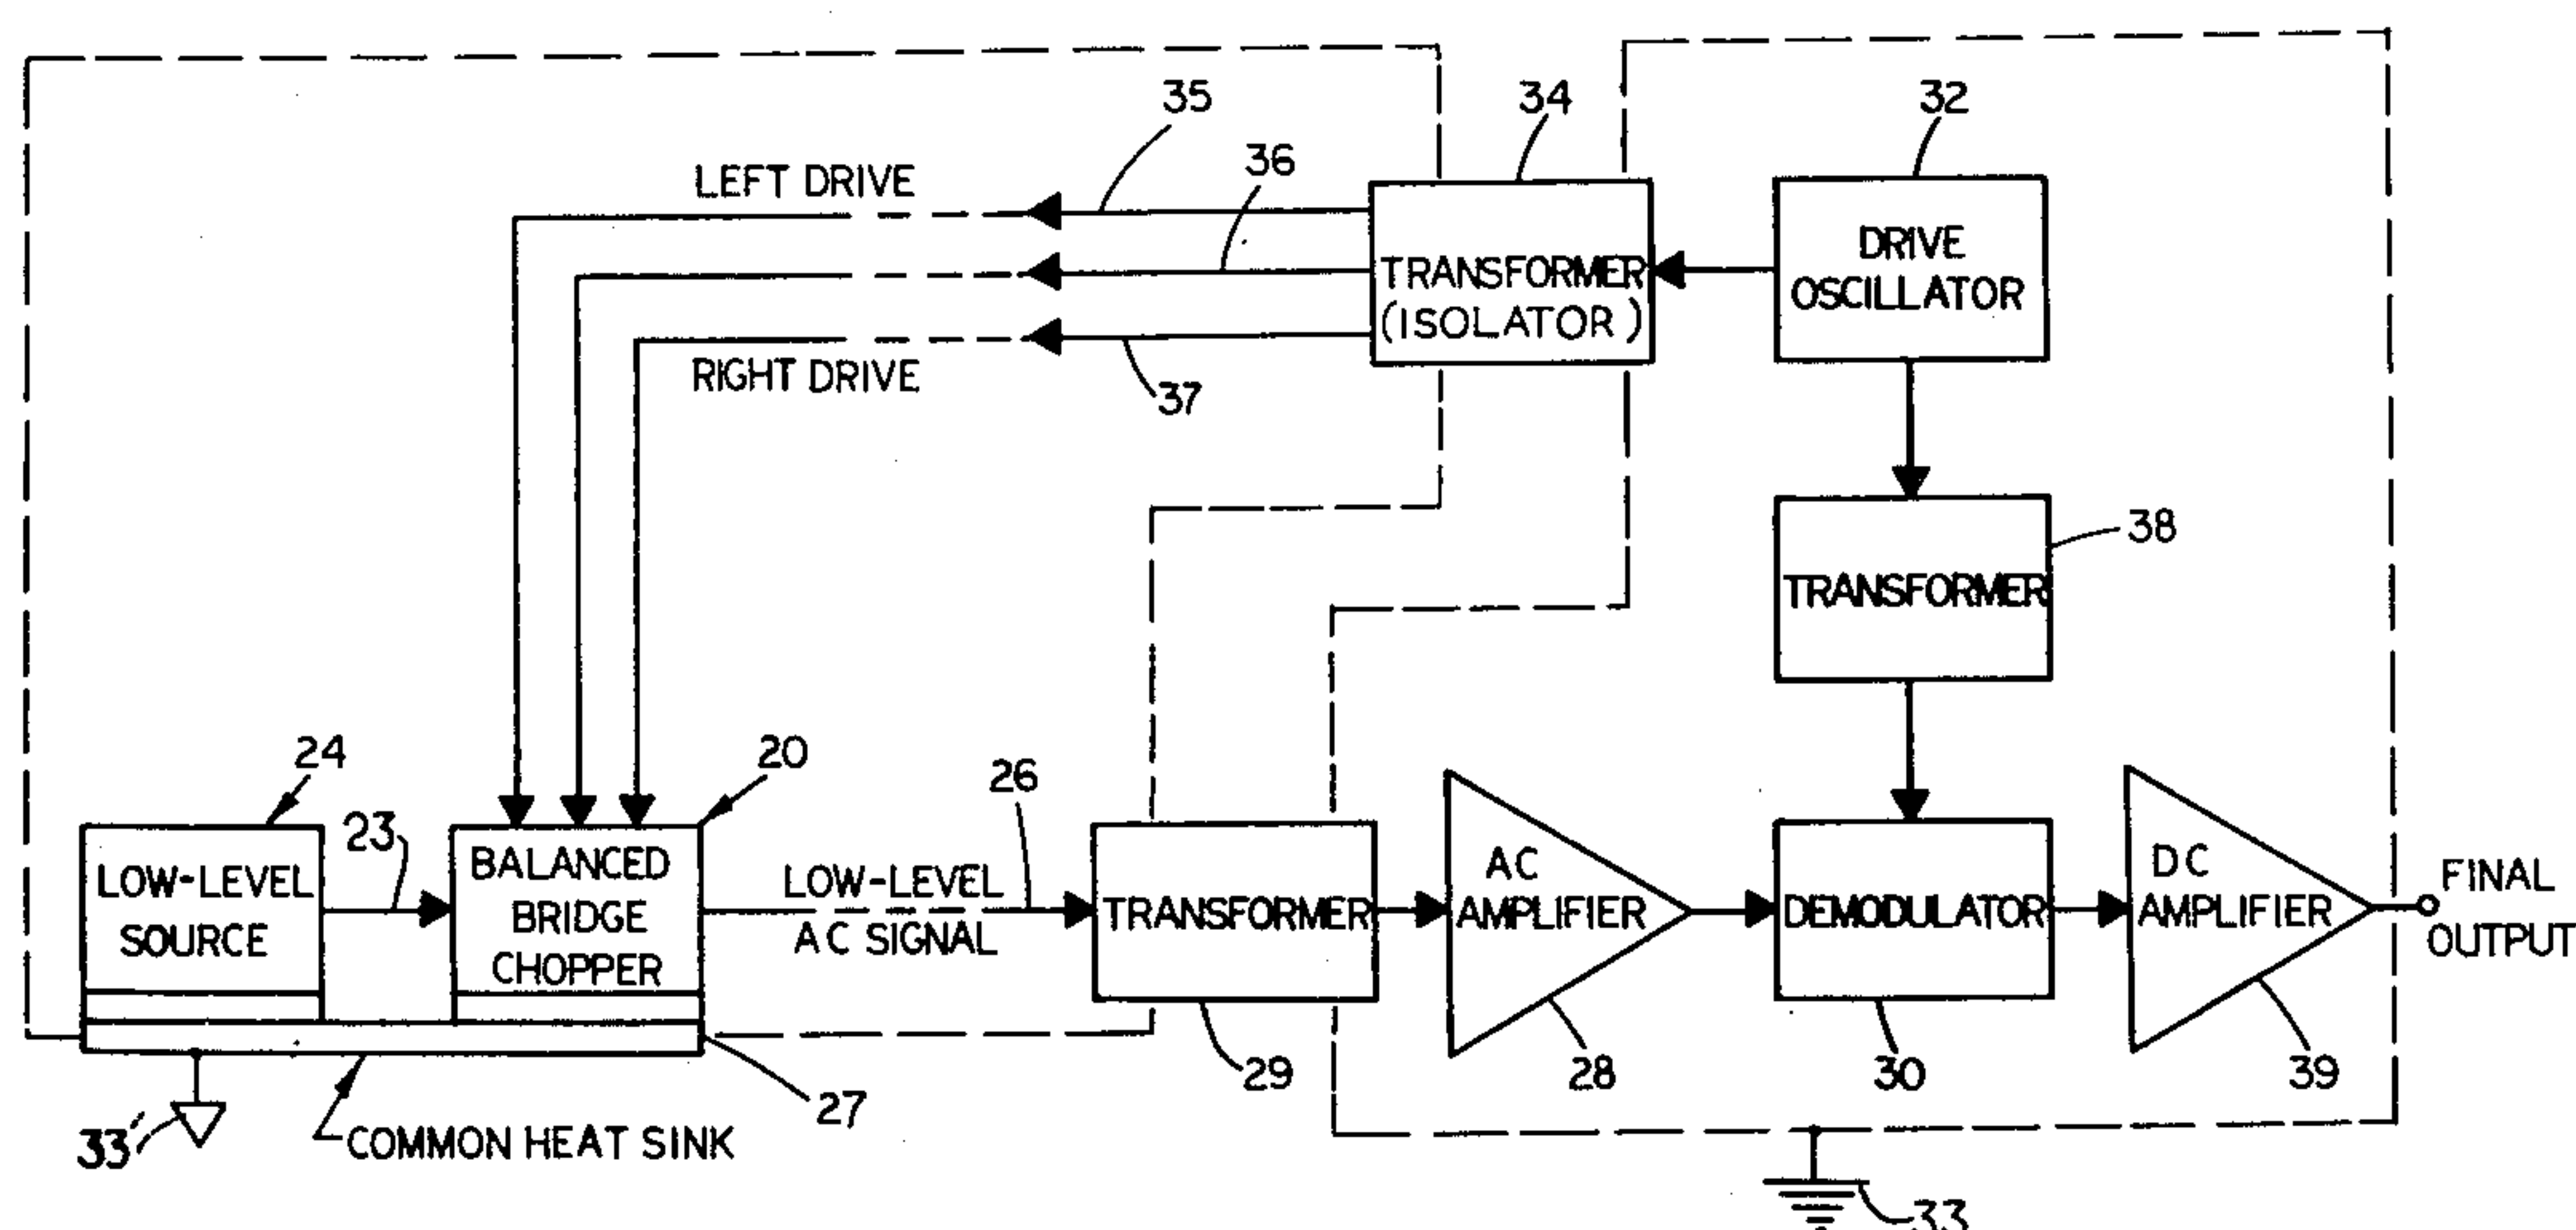 35
34
32
36
LEFT DRIVE
DRIVE
OSCILLATOR
TRANSFORMER
(ISOLATOR)
RIGHT DRIVE
37
38
TRANSFORMER
24
20
26
23
LOW-LEVEL
SOURCE
BALANCED
BRIDGE
CHOPPER
LOW-LEVEL
AC SIGNAL
TRANSFORMER
AC
AMPLIFIER
DEMODULATOR
DC
AMPLIFIER
FINAL
OUTPUT
29
28
30
39
27
33'
COMMON HEAT SINK
33